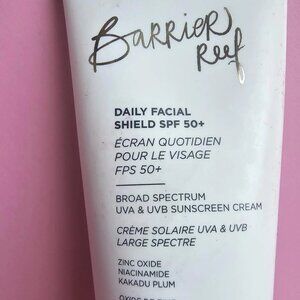 Barrier
Reef
DAILY FACIAL
SHIELD SPF 50+
ÉCRAN QUOTIDIEN
POUR LE VISAGE
FPS 50+
BROAD SPECTRUM
UVA & UVB SUNSCREEN CREAM
CRÈME SOLAIRE UVA & UVB
LARGE SPECTRE
ZINC OXIDE
NIACINAMIDE
KAKADU PLUM